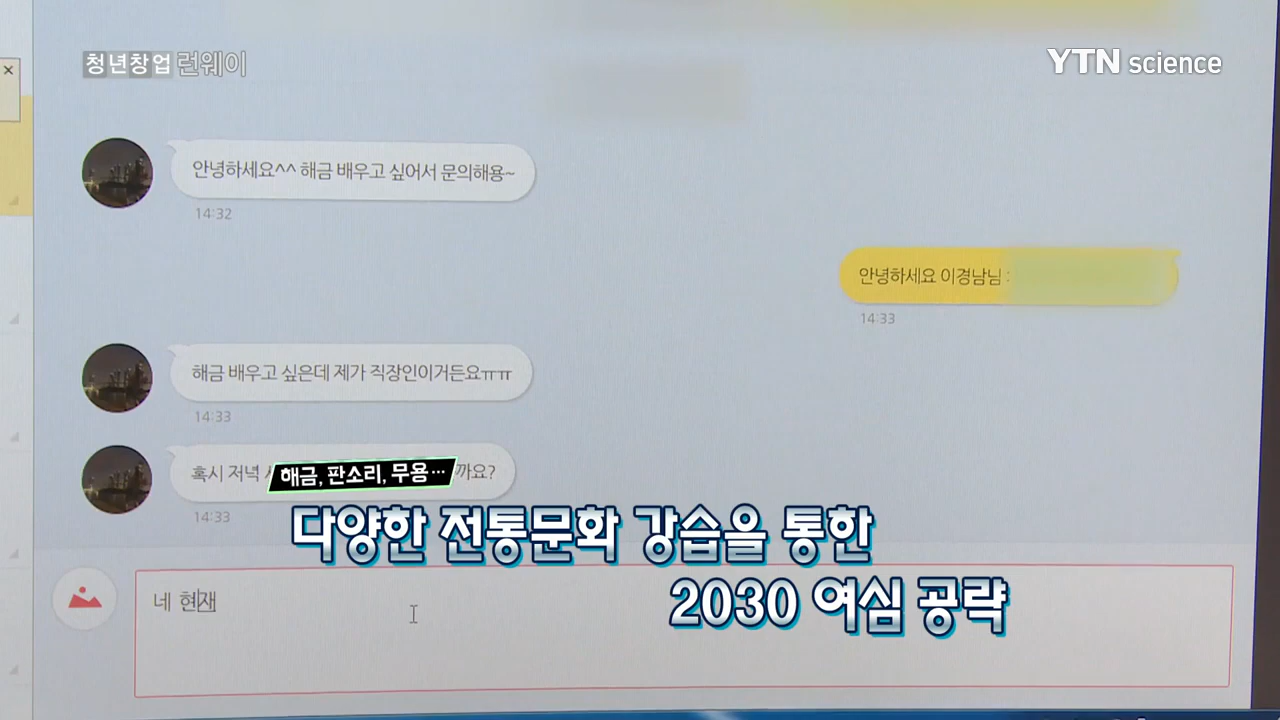 청년창업 런웨이
YTN science
안녕하세요^^ 해금 배우고 싶어서 문의해용~
14:32
안녕하세요 이경남님 :
14:33
해금 배우고 싶은데 제가 직장인이거든요ㅠㅠ
14:33
혹시 저녁
까요?
해금, 판소리, 무용…
14:33
다양한 전통문화 강습을 통한
2030 여심 공략
네 현재